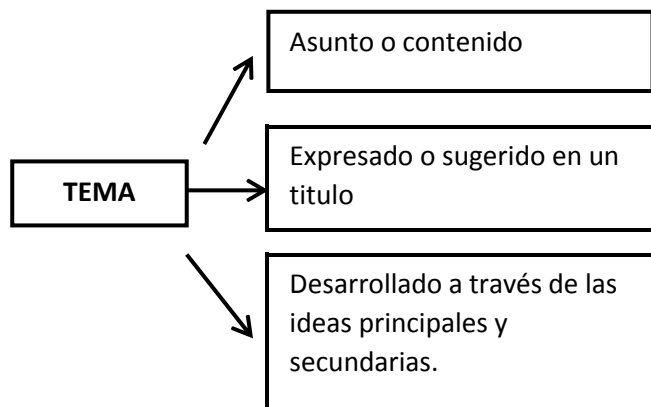 Asunto o contenido
Expresado o sugerido en un
titulo
TEMA
Desarrollado a través de las
ideas principales y
secundarias.